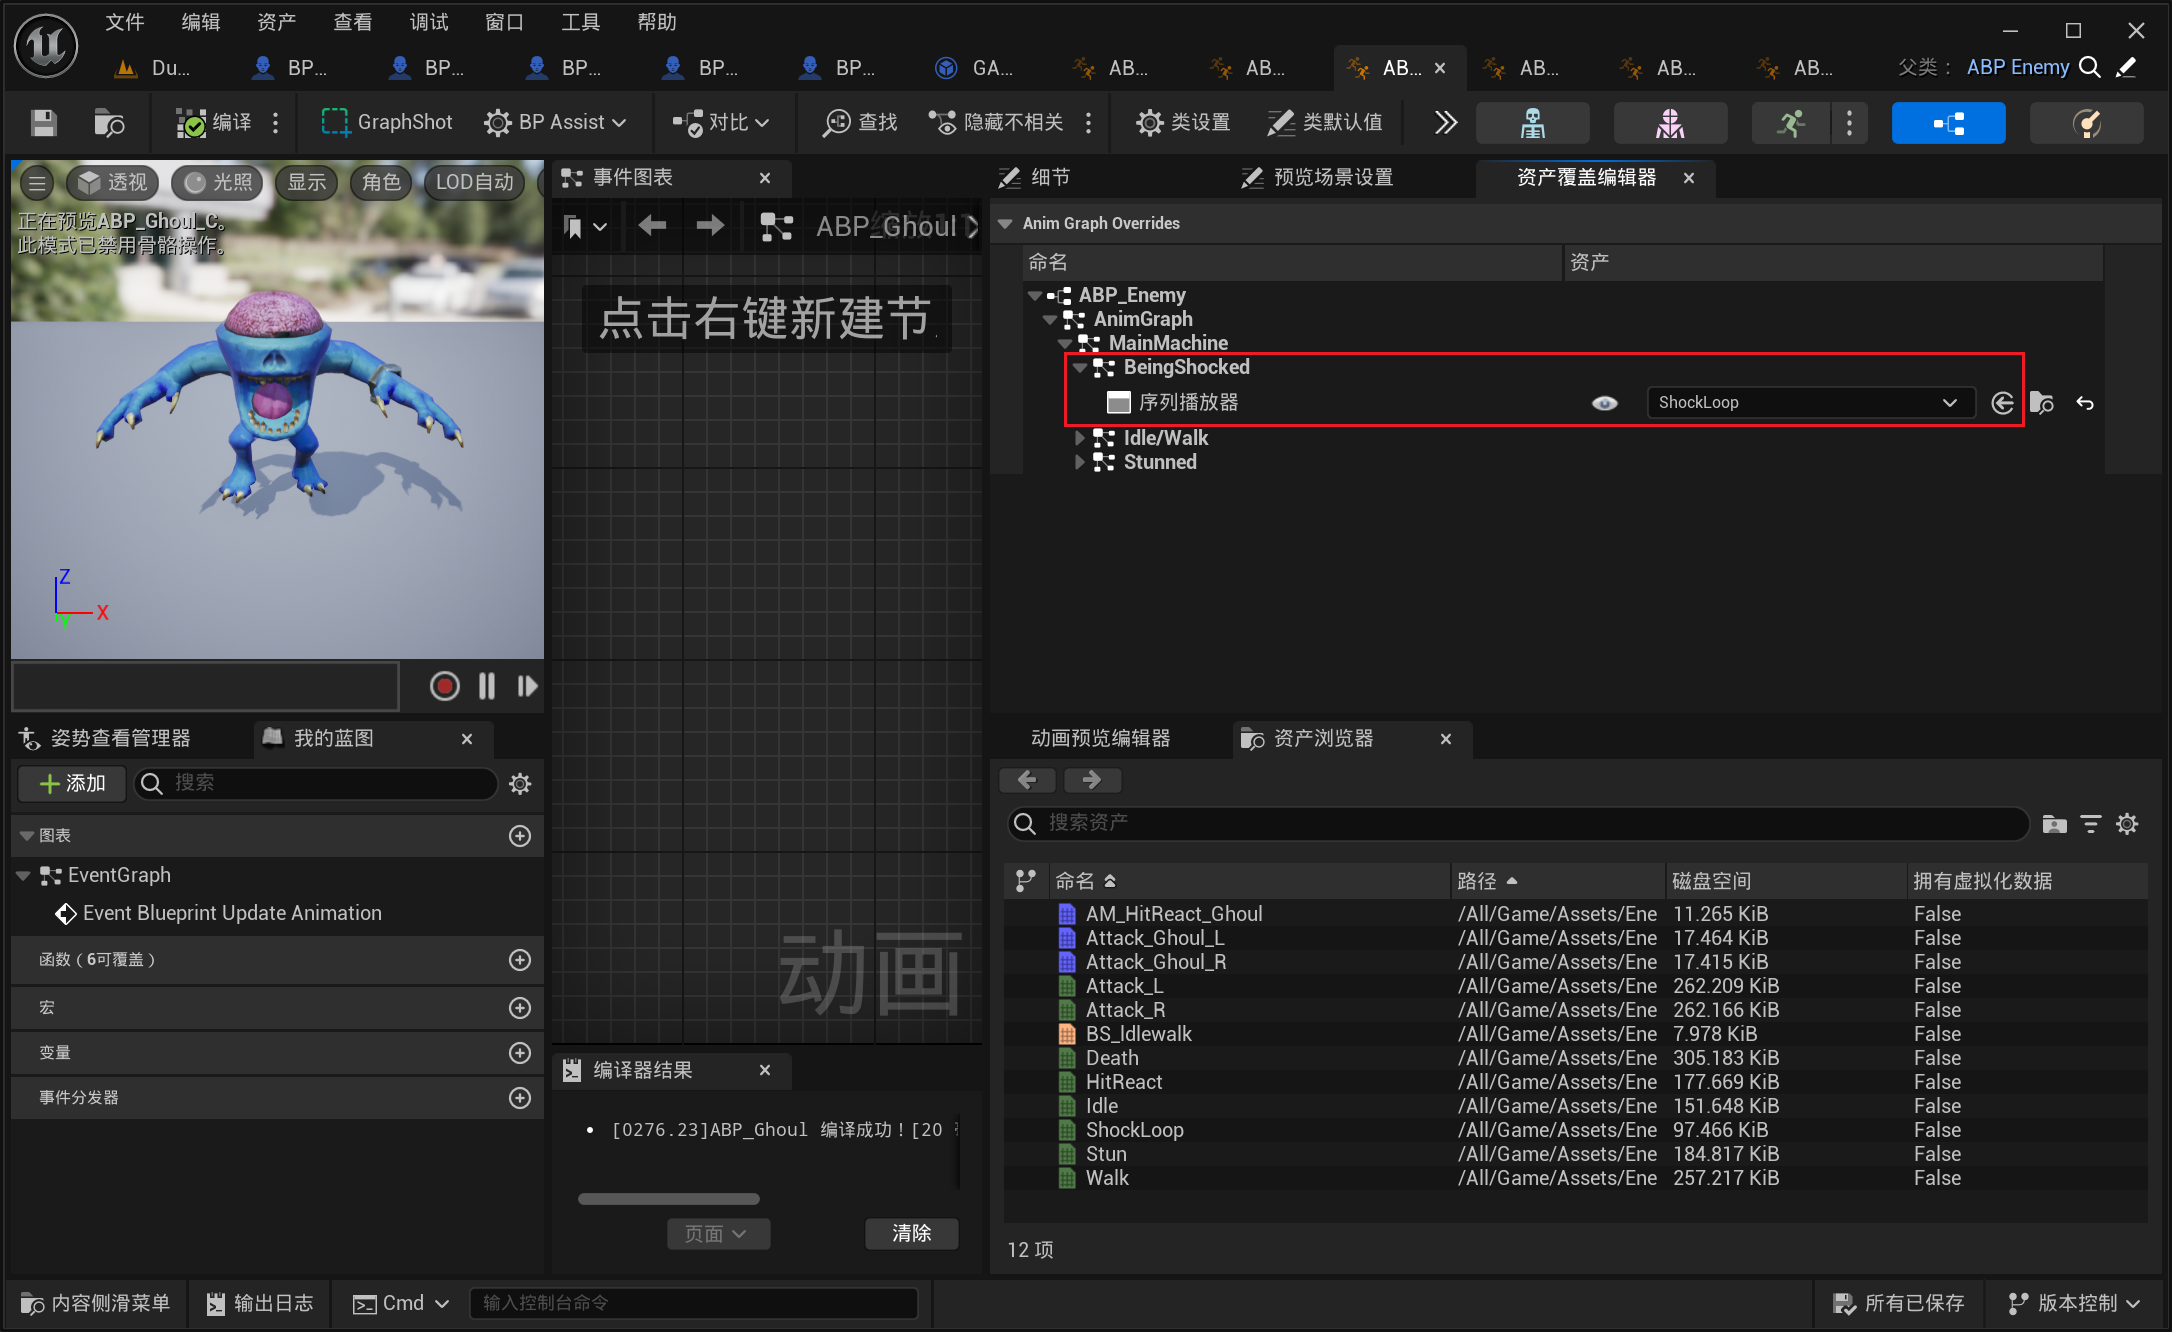 文件 编辑 资产 查看 调试 窗口 工具 帮助
Du... BP... BP... BP... BP... BP... GA... AB... AB... AB... AB... AB... AB... 父类： ABP Enemy
编译 GraphShot BP Assist 对比 查找 隐藏不相关 类设置 类默认值
透视 光照 显示 角色 LOD自动
正在预览ABP_Ghoul_C。
此模式已禁用骨骼操作。
Z
X
Y
事件图表
ABP_Ghoul
点击右键新建节
动画
细节 预览场景设置 资产覆盖编辑器
Anim Graph Overrides
命名 资产
ABP_Enemy
AnimGraph
MainMachine
BeingShocked
序列播放器 ShockLoop
Idle/Walk
Stunned
姿势查看管理器 我的蓝图
添加 搜索
图表
EventGraph
Event Blueprint Update Animation
函数（6可覆盖）
宏
变量
事件分发器
编译器结果
[0276.23]ABP_Ghoul 编译成功！[20
页面 清除
动画预览编辑器 资产浏览器
搜索资产
命名 路径 磁盘空间 拥有虚拟化数据
AM_HitReact_Ghoul /All/Game/Assets/Ene 11.265 KiB False
Attack_Ghoul_L /All/Game/Assets/Ene 17.464 KiB False
Attack_Ghoul_R /All/Game/Assets/Ene 17.415 KiB False
Attack_L /All/Game/Assets/Ene 262.209 KiB False
Attack_R /All/Game/Assets/Ene 262.166 KiB False
BS_Idlewalk /All/Game/Assets/Ene 7.978 KiB False
Death /All/Game/Assets/Ene 305.183 KiB False
HitReact /All/Game/Assets/Ene 177.669 KiB False
Idle /All/Game/Assets/Ene 151.648 KiB False
ShockLoop /All/Game/Assets/Ene 97.466 KiB False
Stun /All/Game/Assets/Ene 184.817 KiB False
Walk /All/Game/Assets/Ene 257.217 KiB False
12 项
内容侧滑菜单 输出日志 Cmd 输入控制台命令 所有已保存 版本控制